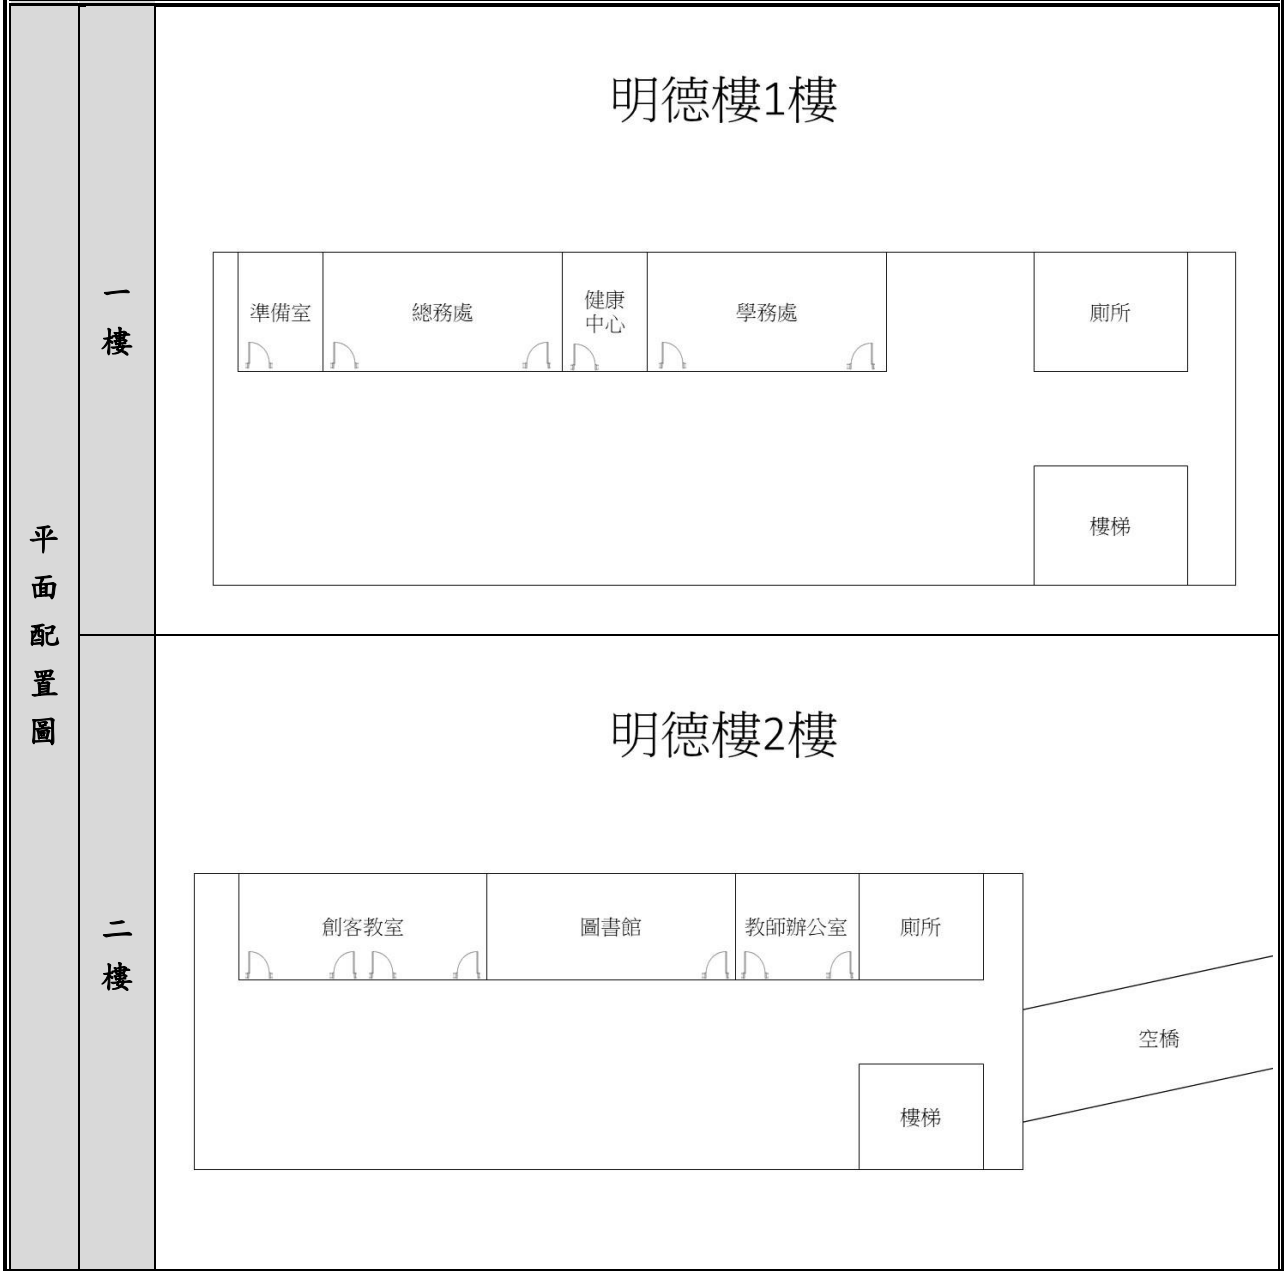 平面配置圖
一樓
明德樓1樓
準備室
總務處
健康
中心
學務處
廁所
樓梯
二樓
明德樓2樓
創客教室
圖書館
教師辦公室
廁所
空橋
樓梯